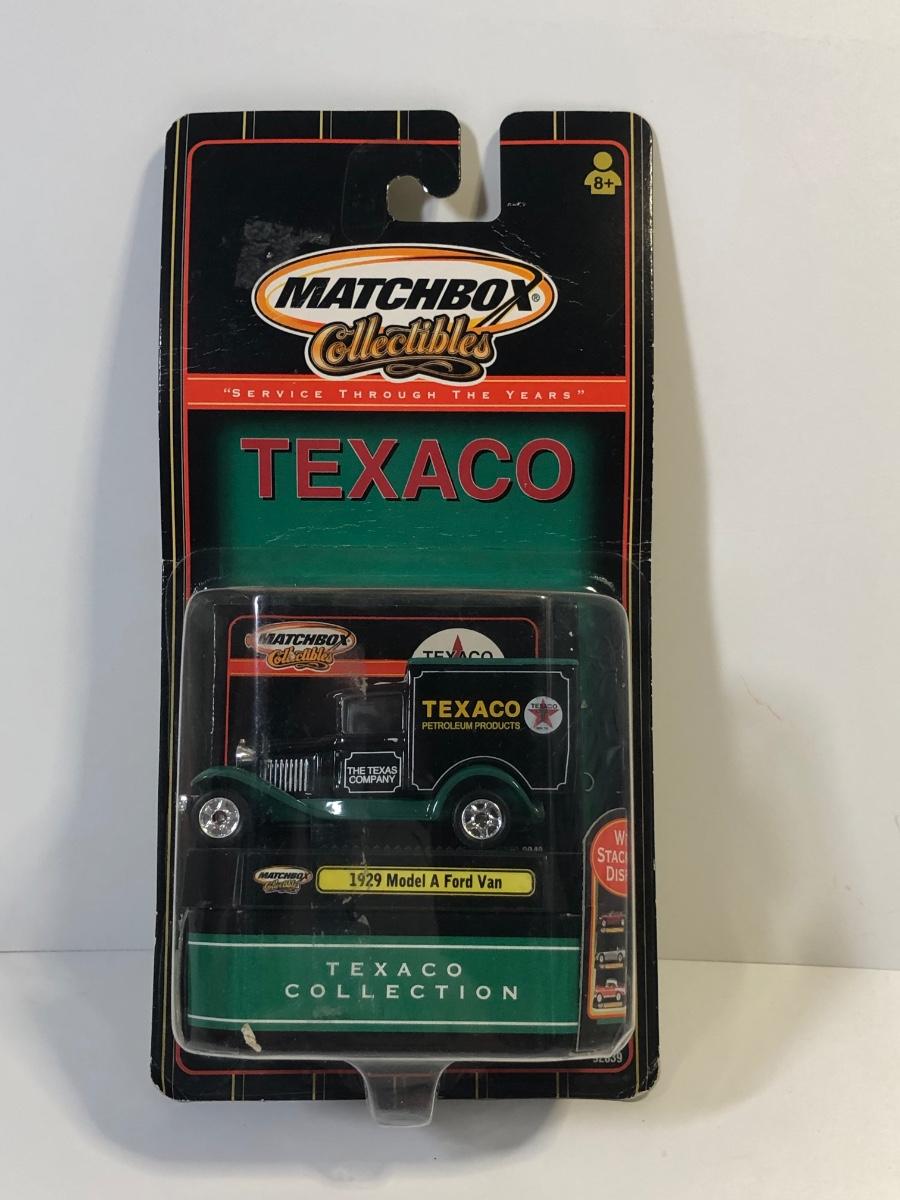 8+
MATCHBOX®
Collectibles
"SERVICE THROUGH THE YEARS"
TEXACO
MATCHBOX
Collectibles
TEXACO
TEXACO
PETROLEUM PRODUCTS
TEXACO
THE TEXAS
COMPANY
MATCHBOX
Collectibles
1929 Model A Ford Van
TEXACO
COLLECTION